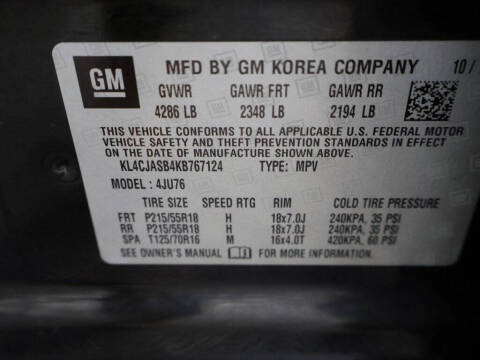 GM
MFD BY GM KOREA COMPANY 10/
GVWR GAWR FRT GAWR RR
4286 LB 2348 LB 2194 LB
THIS VEHICLE CONFORMS TO ALL APPLICABLE U.S. FEDERAL MOTOR
VEHICLE SAFETY AND THEFT PREVENTION STANDARDS IN EFFECT
ON THE DATE OF MANUFACTURE SHOWN ABOVE.
KL4CJASB4KB767124 TYPE: MPV
MODEL: 4JU76
TIRE SIZE SPEED RTG RIM COLD TIRE PRESSURE
FRT P215/55R18 H 18x7.0J 240KPA, 35 PSI
RR P215/55R18 H 18x7.0J 240KPA, 35 PSI
SPA T125/70R16 M 16x4.0T 420KPA, 60 PSI
SEE OWNER'S MANUAL FOR MORE INFORMATION.